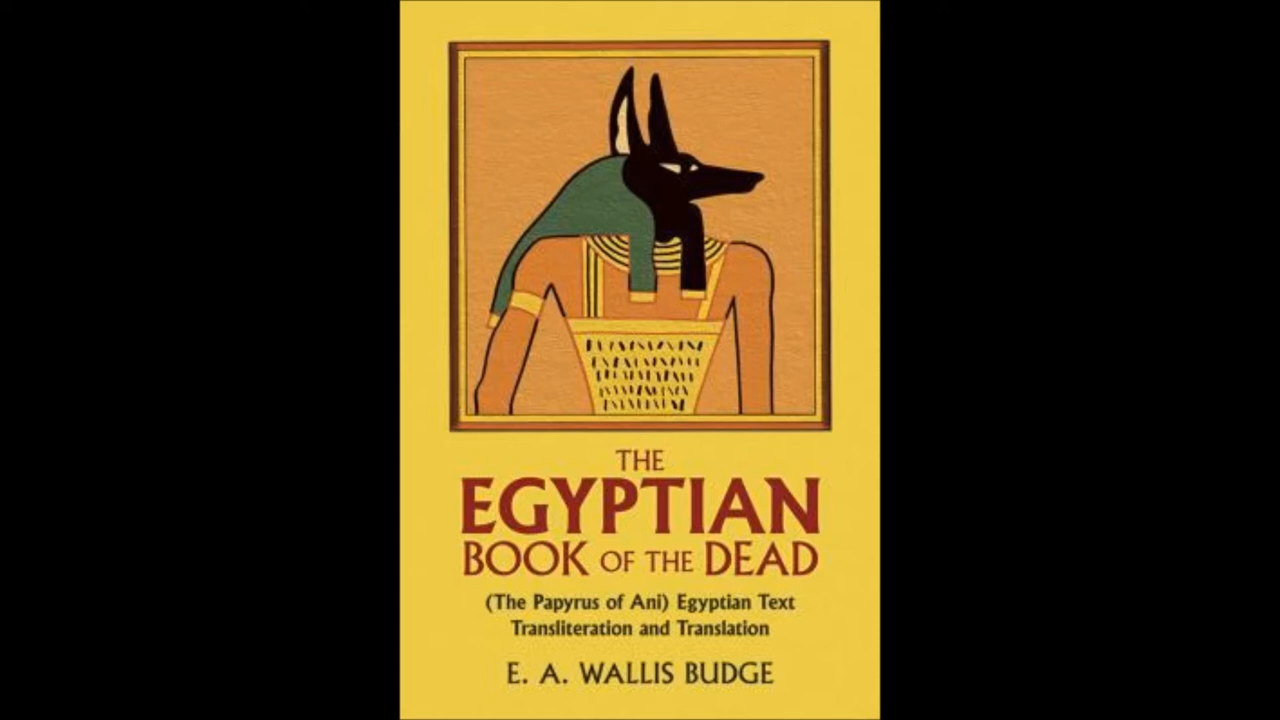 THE
EGYPTIAN
BOOK OF THE DEAD
(The Papyrus of Ani) Egyptian Text
Transliteration and Translation
E. A. WALLIS BUDGE